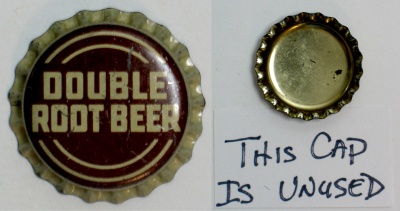 DOUBLE
ROOT BEER
THIS CAP
IS UNUSED